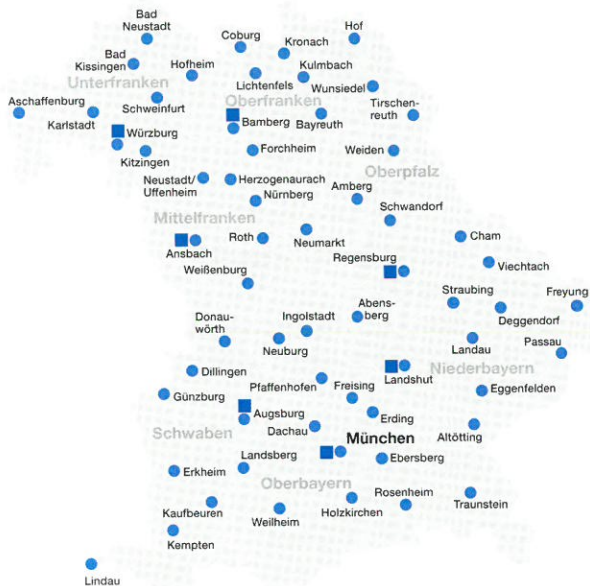 Bad
Neustadt
Hof
Coburg
Kronach
Bad
Kissingen
Hofheim
Kulmbach
Unterfranken
Lichtenfels
Wunsiedel
Aschaffenburg
Schweinfurt
Oberfranken
Tirschen-
reuth
Karlstadt
Würzburg
Bamberg
Bayreuth
Kitzingen
Forchheim
Weiden
Oberpfalz
Neustadt/
Uffenheim
Herzogenaurach
Amberg
Nürnberg
Schwandorf
Mittelfranken
Roth
Neumarkt
Cham
Ansbach
Regensburg
Viechtach
Weißenburg
Straubing
Freyung
Donau-
wörth
Ingolstadt
Abens-
berg
Deggendorf
Neuburg
Landau
Passau
Dillingen
Niederbayern
Pfaffenhofen
Freising
Landshut
Günzburg
Eggenfelden
Augsburg
Erding
Schwaben
Dachau
München
Altötting
Landsberg
Ebersberg
Erkheim
Oberbayern
Rosenheim
Kaufbeuren
Weilheim
Holzkirchen
Traunstein
Kempten
Lindau